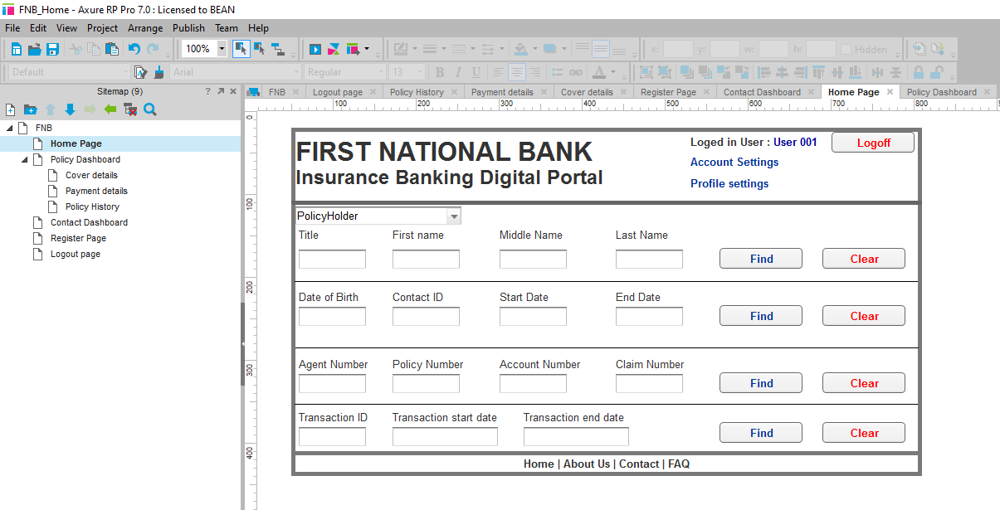 FNB_Home - Axure RP Pro 7.0 : Licensed to BEAN
File Edit View Project Arrange Publish Team Help
100% x: y: w: h: Hidden
Default Arial Regular 13 B I U A
Sitemap (9) ?
FNB Logout page Policy History Payment details Cover details Register Page Contact Dashboard Home Page Policy Dashboard
100 200 300 400 500 600 700 800
FNB
Home Page
Policy Dashboard
Cover details
Payment details
Policy History
Contact Dashboard
Register Page
Logout page
0
100
200
300
400
FIRST NATIONAL BANK
Insurance Banking Digital Portal
Loged in User : User 001
Logoff
Account Settings
Profile settings
PolicyHolder
Title First name Middle Name Last Name
Find Clear
Date of Birth Contact ID Start Date End Date
Find Clear
Agent Number Policy Number Account Number Claim Number
Find Clear
Transaction ID Transaction start date Transaction end date
Find Clear
Home | About Us | Contact | FAQ